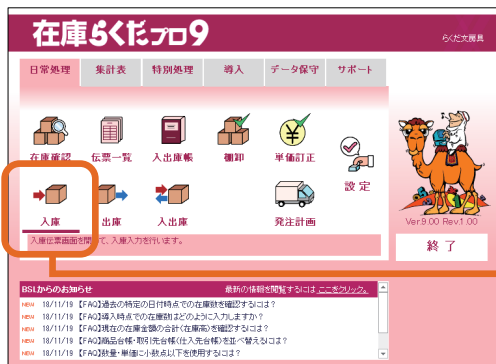 在庫らくだプロ9
らくだ文房具
日常処理 集計表 特別処理 導入 データ保守 サポート
在庫確認 伝票一覧 入出庫帳 棚卸 単価訂正
設定
入庫 出庫 入出庫 発注計画
Ver.9.00 Rev.1.00
終了
入庫伝票画面を開いて、入庫入力を行います。
BSLからのお知らせ 最新の情報を閲覧するには ここをクリック。
NEW 18/11/19 【FAQ】過去の特定の日付時点での在庫数を確認するには?
NEW 18/11/19 【FAQ】導入時点での在庫数はどのように入力しますか?
NEW 18/11/19 【FAQ】現在の在庫金額の合計(在庫高)を確認するには?
NEW 18/11/19 【FAQ】商品台帳・取引先台帳(仕入先台帳)を並べ替えるには?
NEW 18/11/19 【FAQ】数量・単価に小数点以下を使用するには?